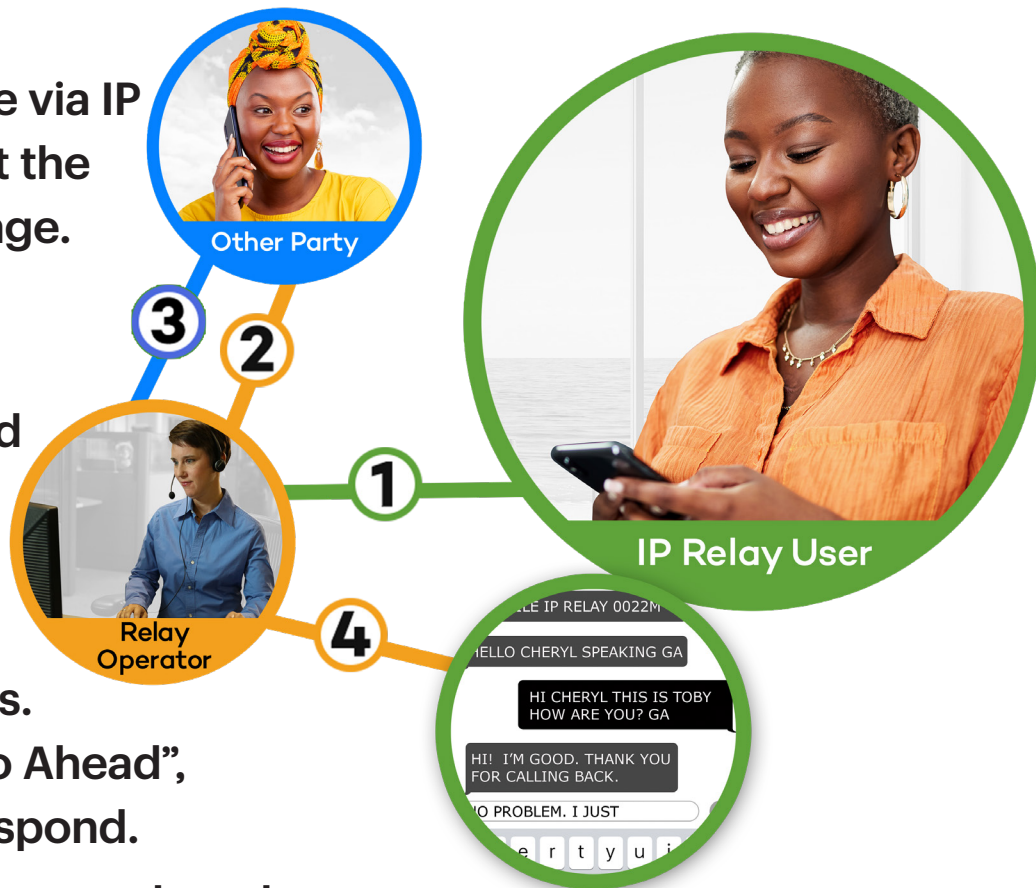 e via IP
t the
nge.
Other Party
3
2
d
1
IP Relay User
Relay
Operator
4
LE IP RELAY 0022M
HELLO CHERYL SPEAKING GA
HI CHERYL THIS IS TOBY
HOW ARE YOU? GA
HI! I'M GOOD. THANK YOU
FOR CALLING BACK.
NO PROBLEM. I JUST
e r t y u i
s.
o Ahead”,
spond.